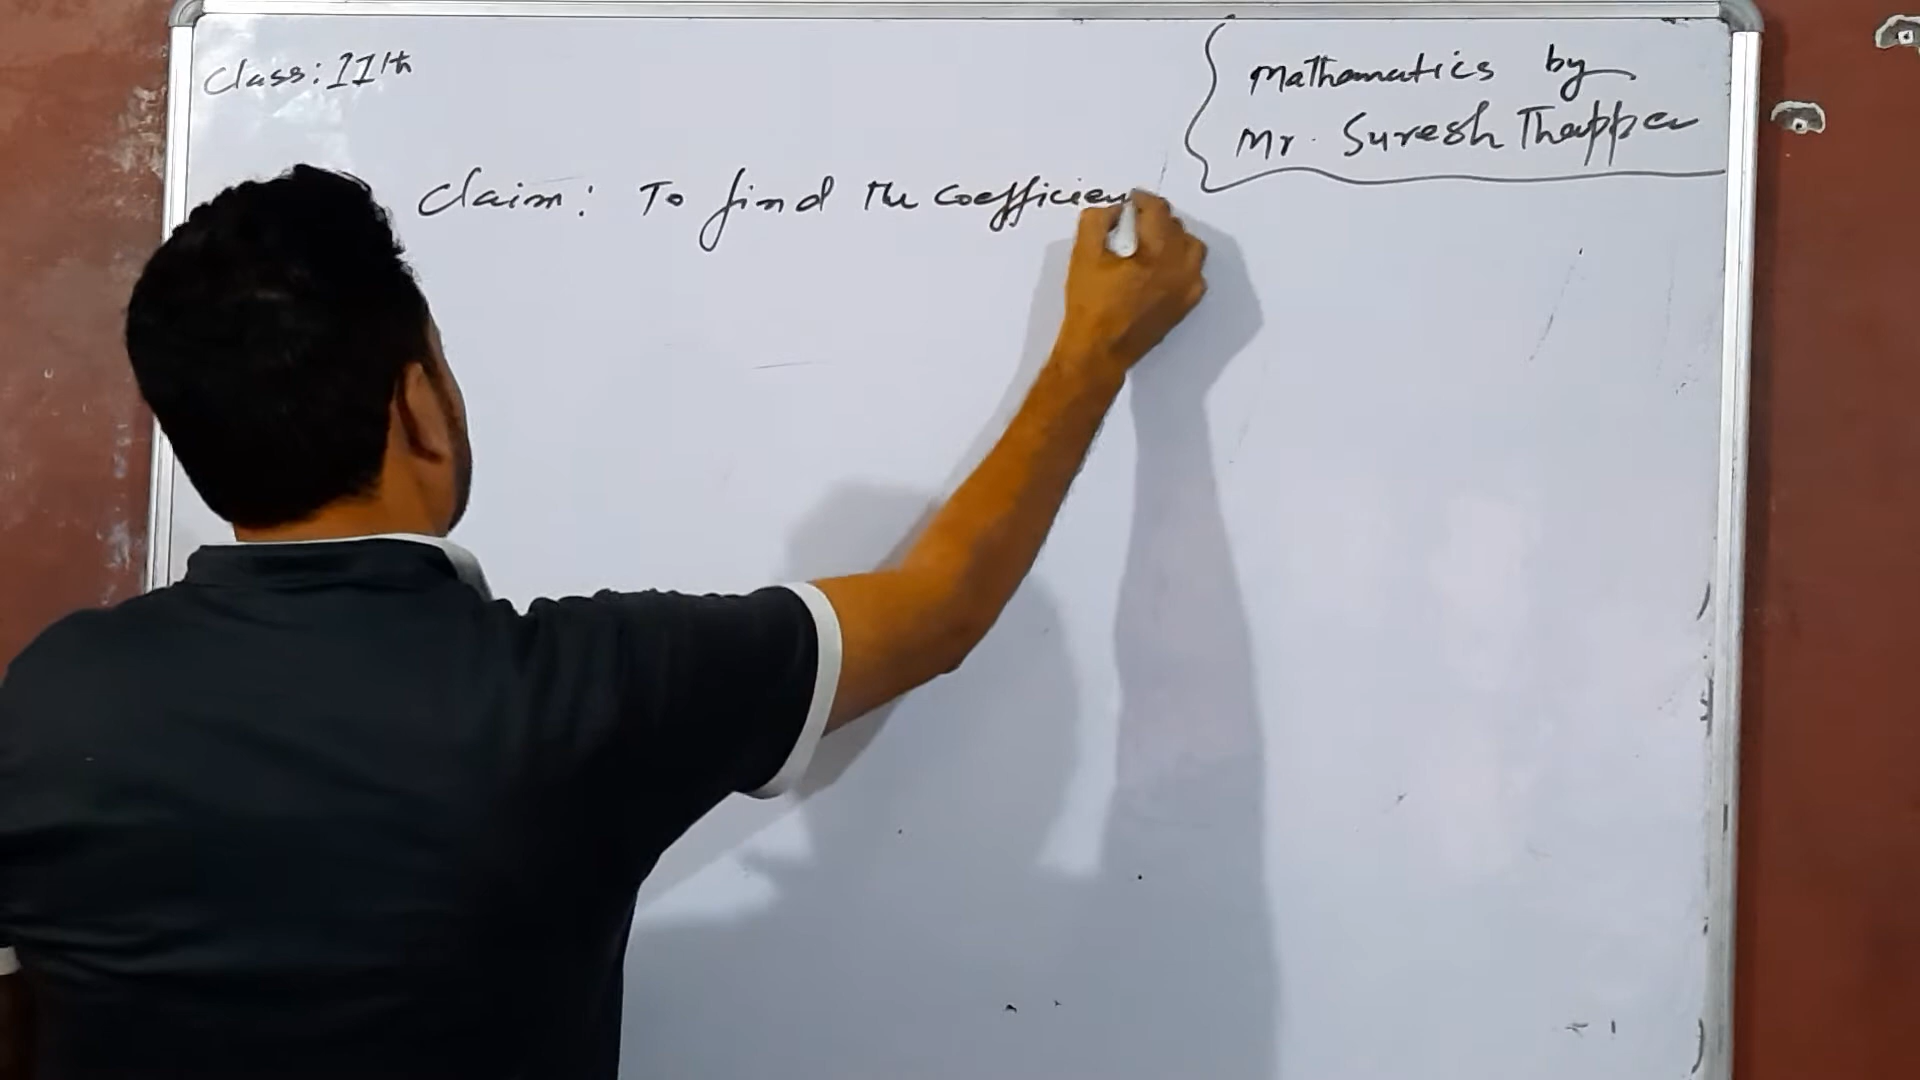 Class: 11th
Mathematics by
Mr. Suresh Thapper
Claim: To find the coefficien